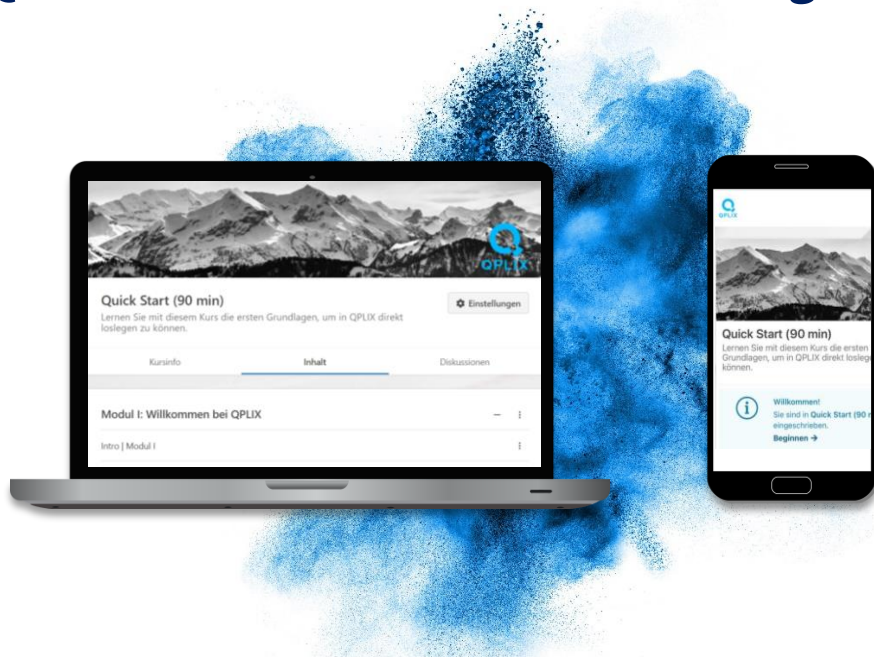 QPLIX
Quick Start (90 min)
Lernen Sie mit diesem Kurs die ersten Grundlagen, um in QPLIX direkt
loslegen zu können.
Einstellungen
Kursinfo
Inhalt
Diskussionen
Modul I: Willkommen bei QPLIX
Intro | Modul I
QPLIX
Quick Start (90 min)
Lernen Sie mit diesem Kurs die ersten
Grundlagen, um in QPLIX direkt
können.
Willkommen!
Sie sind in Quick Start (90
eingeschrieben.
Beginnen →